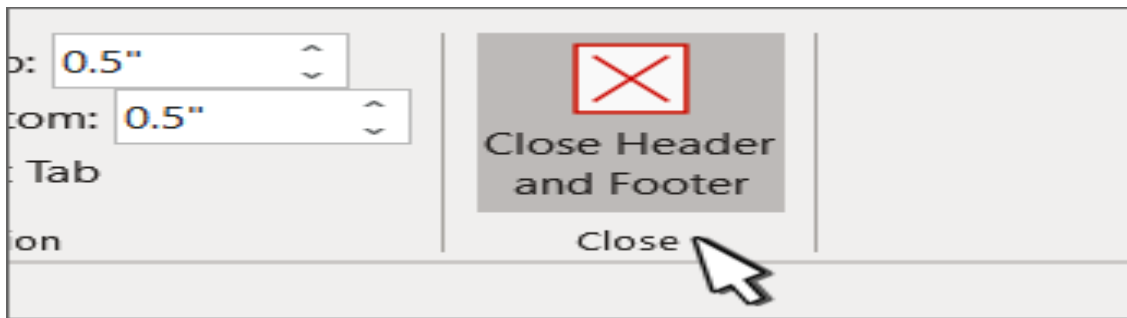 o: 0.5"
tom: 0.5"
t Tab
ion
Close Header
and Footer
Close